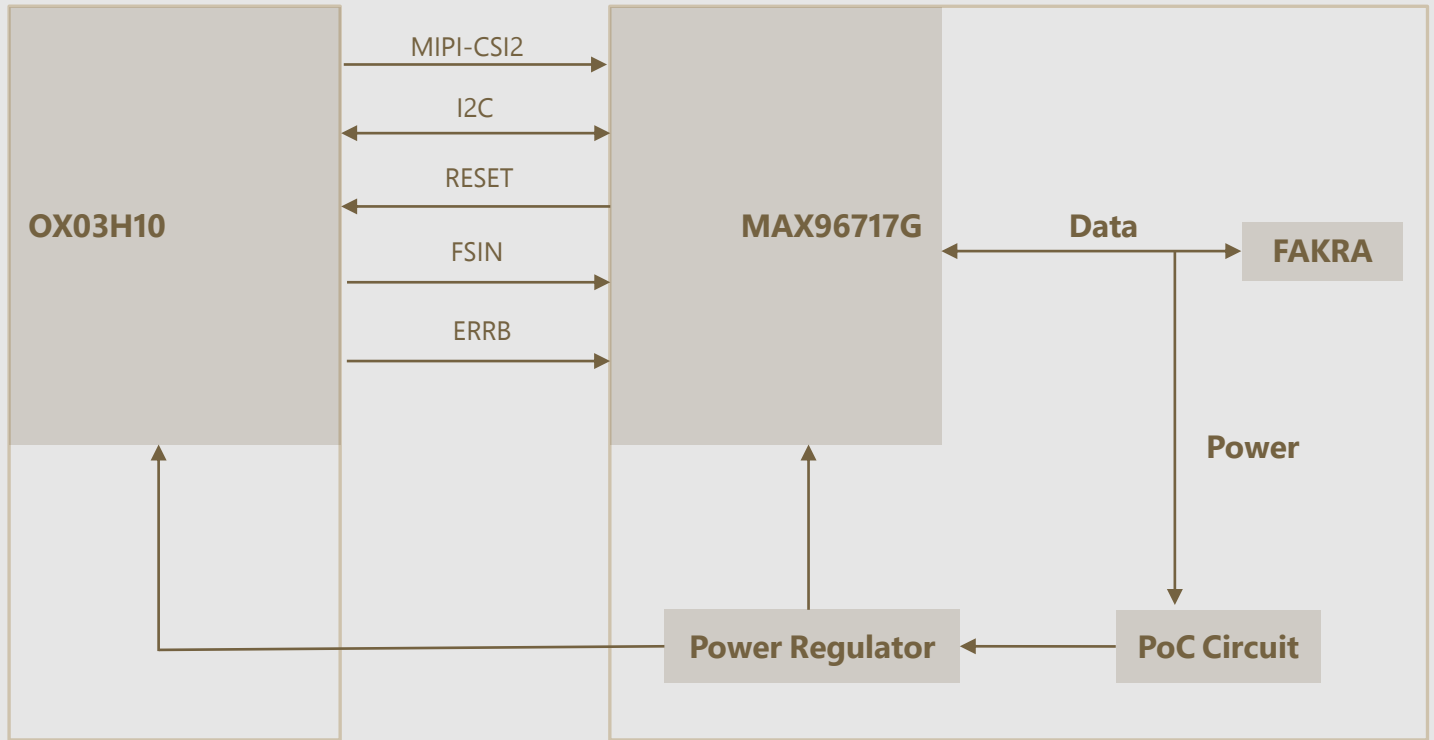 MIPI-CSI2
I2C
RESET
OX03H10
MAX96717G
Data
FSIN
FAKRA
ERRB
Power
Power Regulator
PoC Circuit